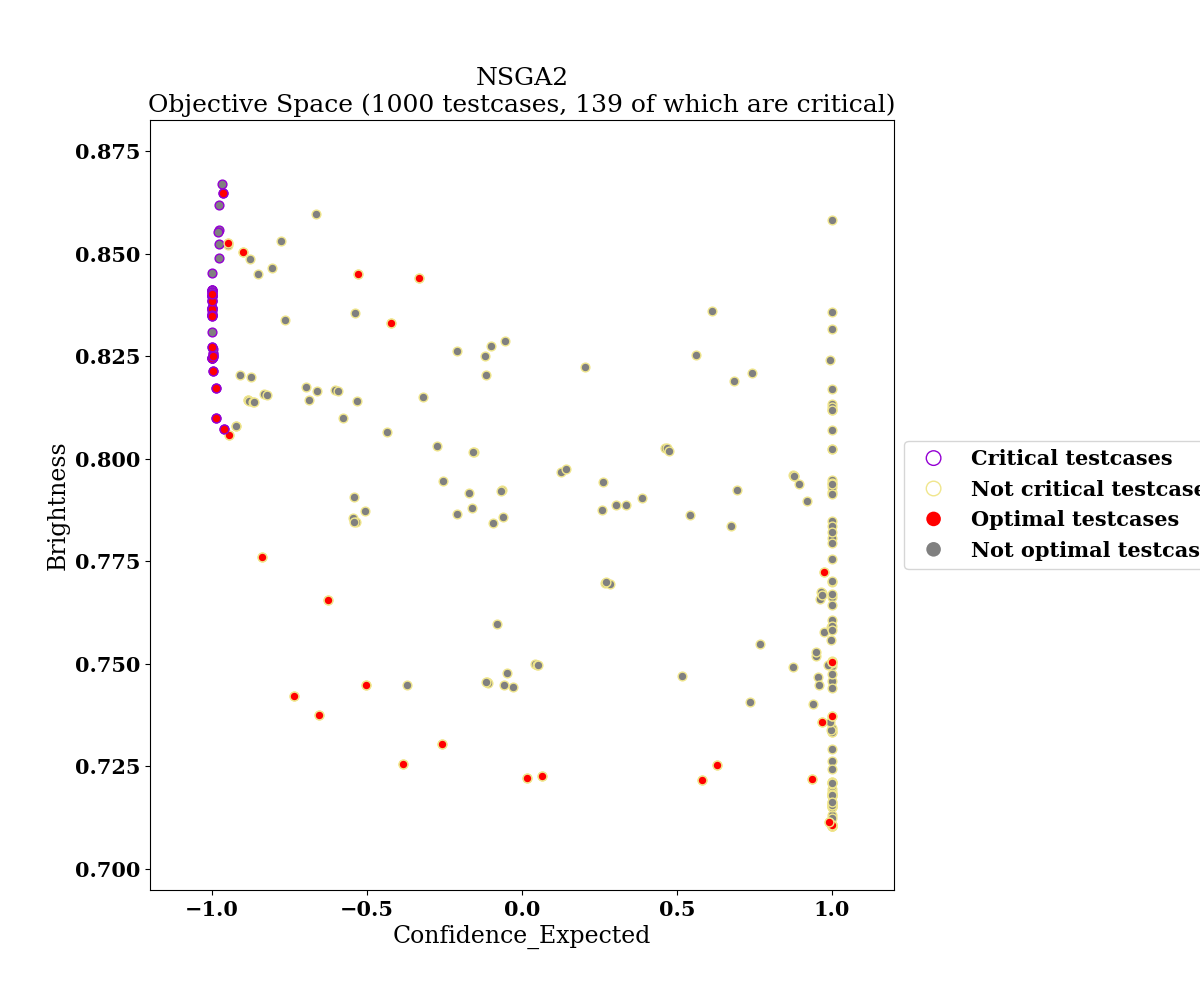 NSGA2
Objective Space (1000 testcases, 139 of which are critical)
0.875
0.850
0.825
0.800
0.775
0.750
0.725
0.700
Brightness
−1.0
−0.5
0.0
0.5
1.0
Confidence_Expected
Critical testcases
Not critical testcase
Optimal testcases
Not optimal testcas